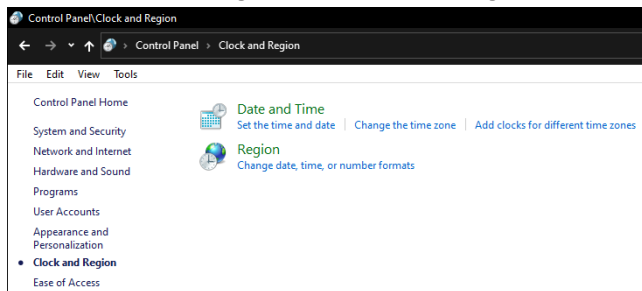 Control Panel\Clock and Region
Control Panel > Clock and Region
File Edit View Tools
Control Panel Home
System and Security
Network and Internet
Hardware and Sound
Programs
User Accounts
Appearance and
Personalization
Clock and Region
Ease of Access
Date and Time
Set the time and date | Change the time zone | Add clocks for different time zones
Region
Change date, time, or number formats